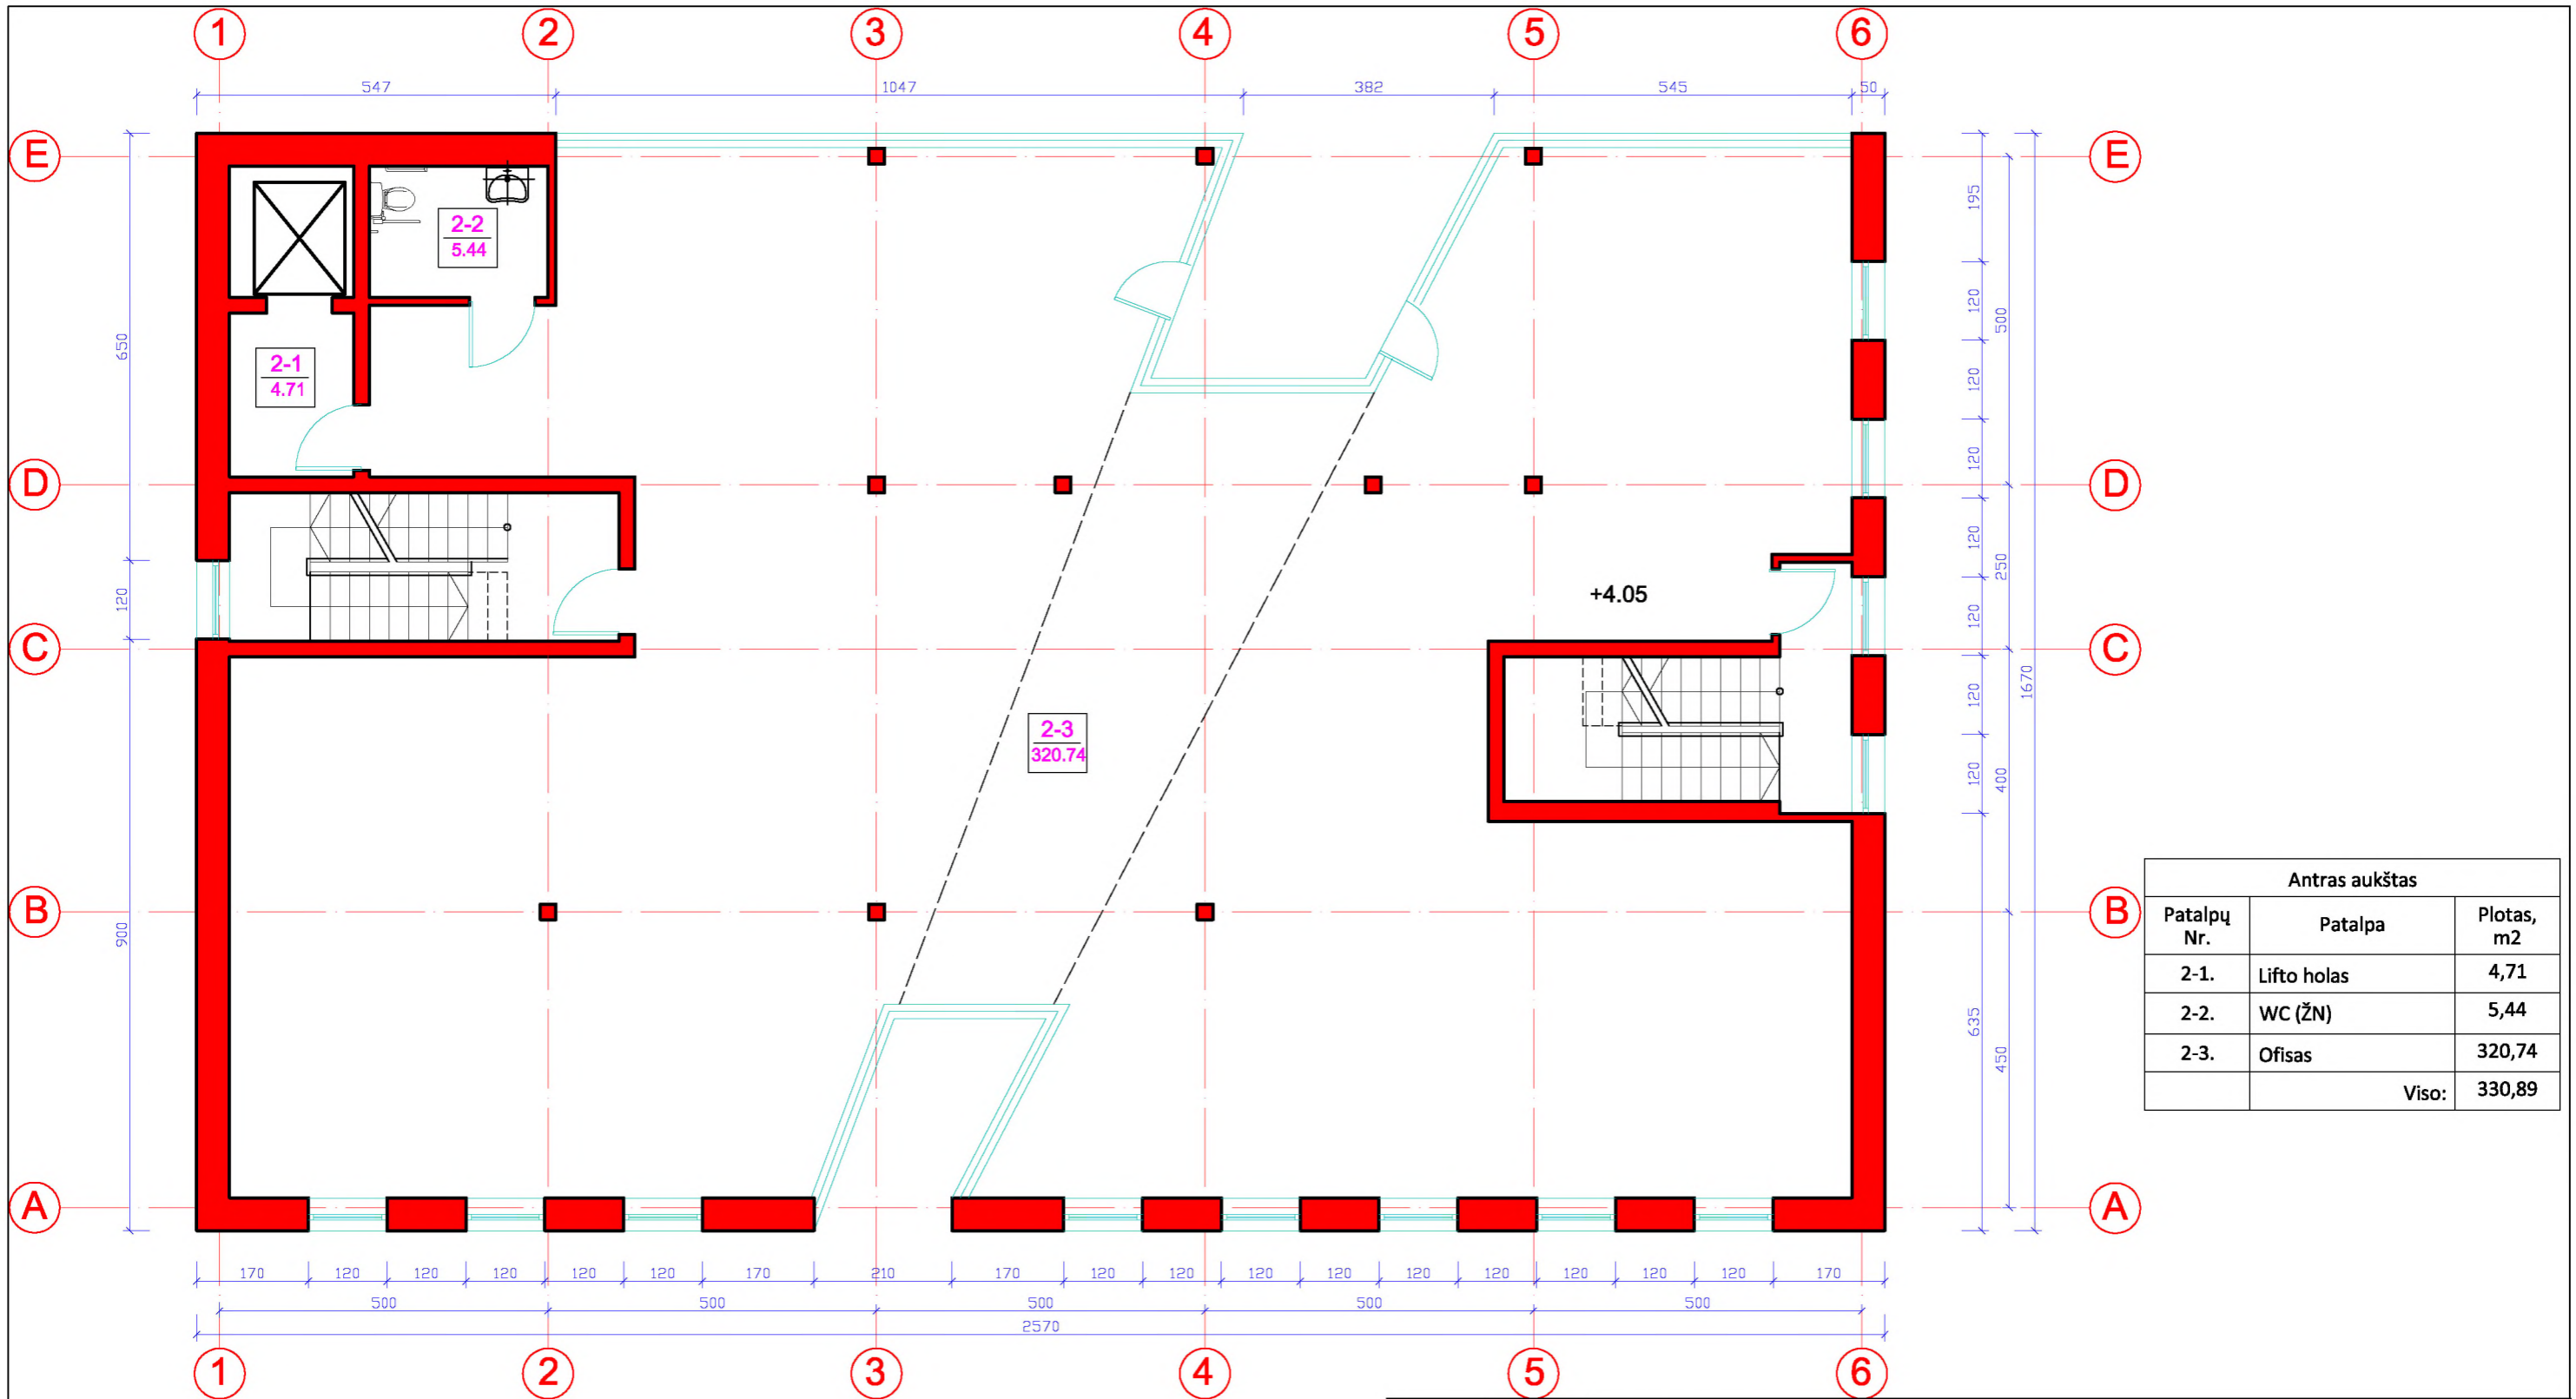 1 2 3 4 5 6
547 1047 382 545 50
E E
195
2-2
5.44
120
500
650
2-1
4.71
120
D D
120
120
250
+4.05
120
120
C C
120
1670
2-3
320.74
120
400
Antras aukštas
B B
Patalpų Nr. Patalpa Plotas, m2
900
2-1. Lifto holas 4,71
2-2. WC (ŽN) 5,44
635
2-3. Ofisas 320,74
450
Viso: 330,89
A A
170 120 120 120 120 120 170 210 170 120 120 120 120 120 120 120 120 120 170
500 500 500 500 500
2570
1 2 3 4 5 6